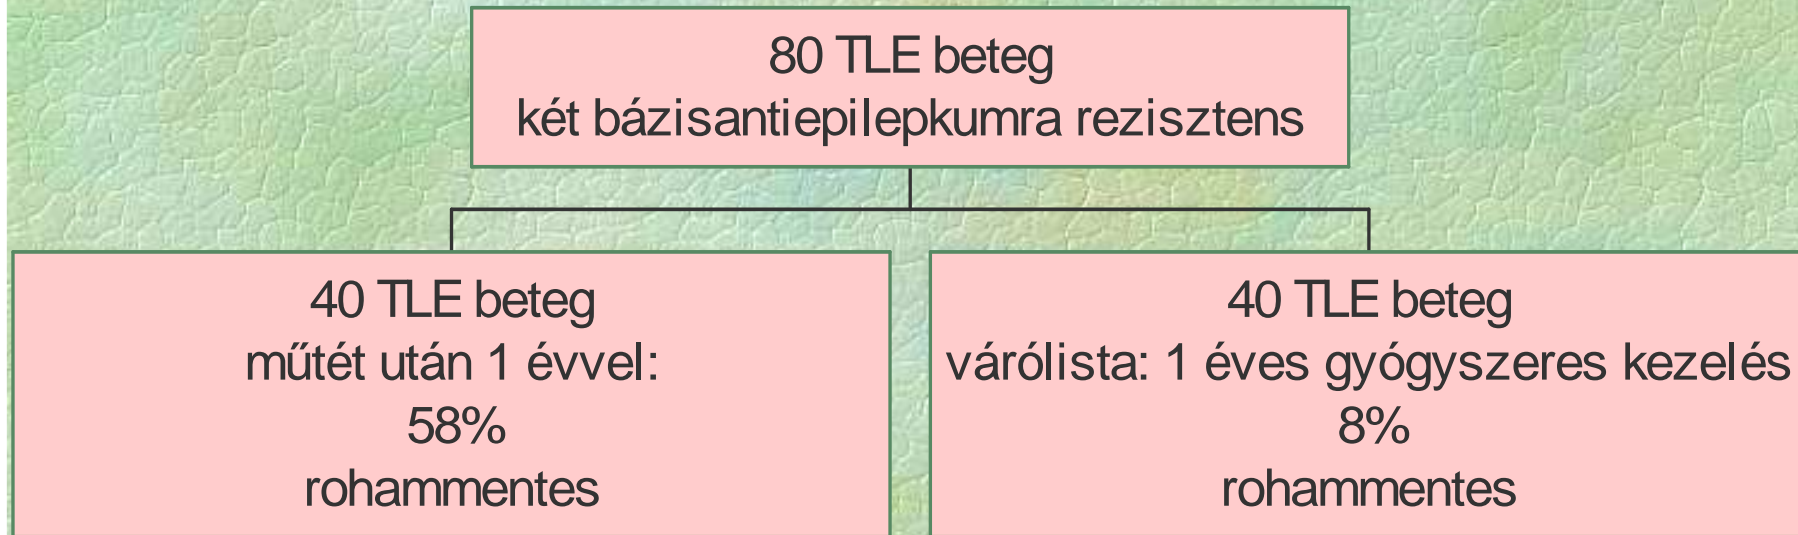 80 TLE beteg
két bázisantiepilepkumra rezisztens
40 TLE beteg
műtét után 1 évvel:
58%
rohammentes
40 TLE beteg
várólista: 1 éves gyógyszeres kezelés
8%
rohammentes